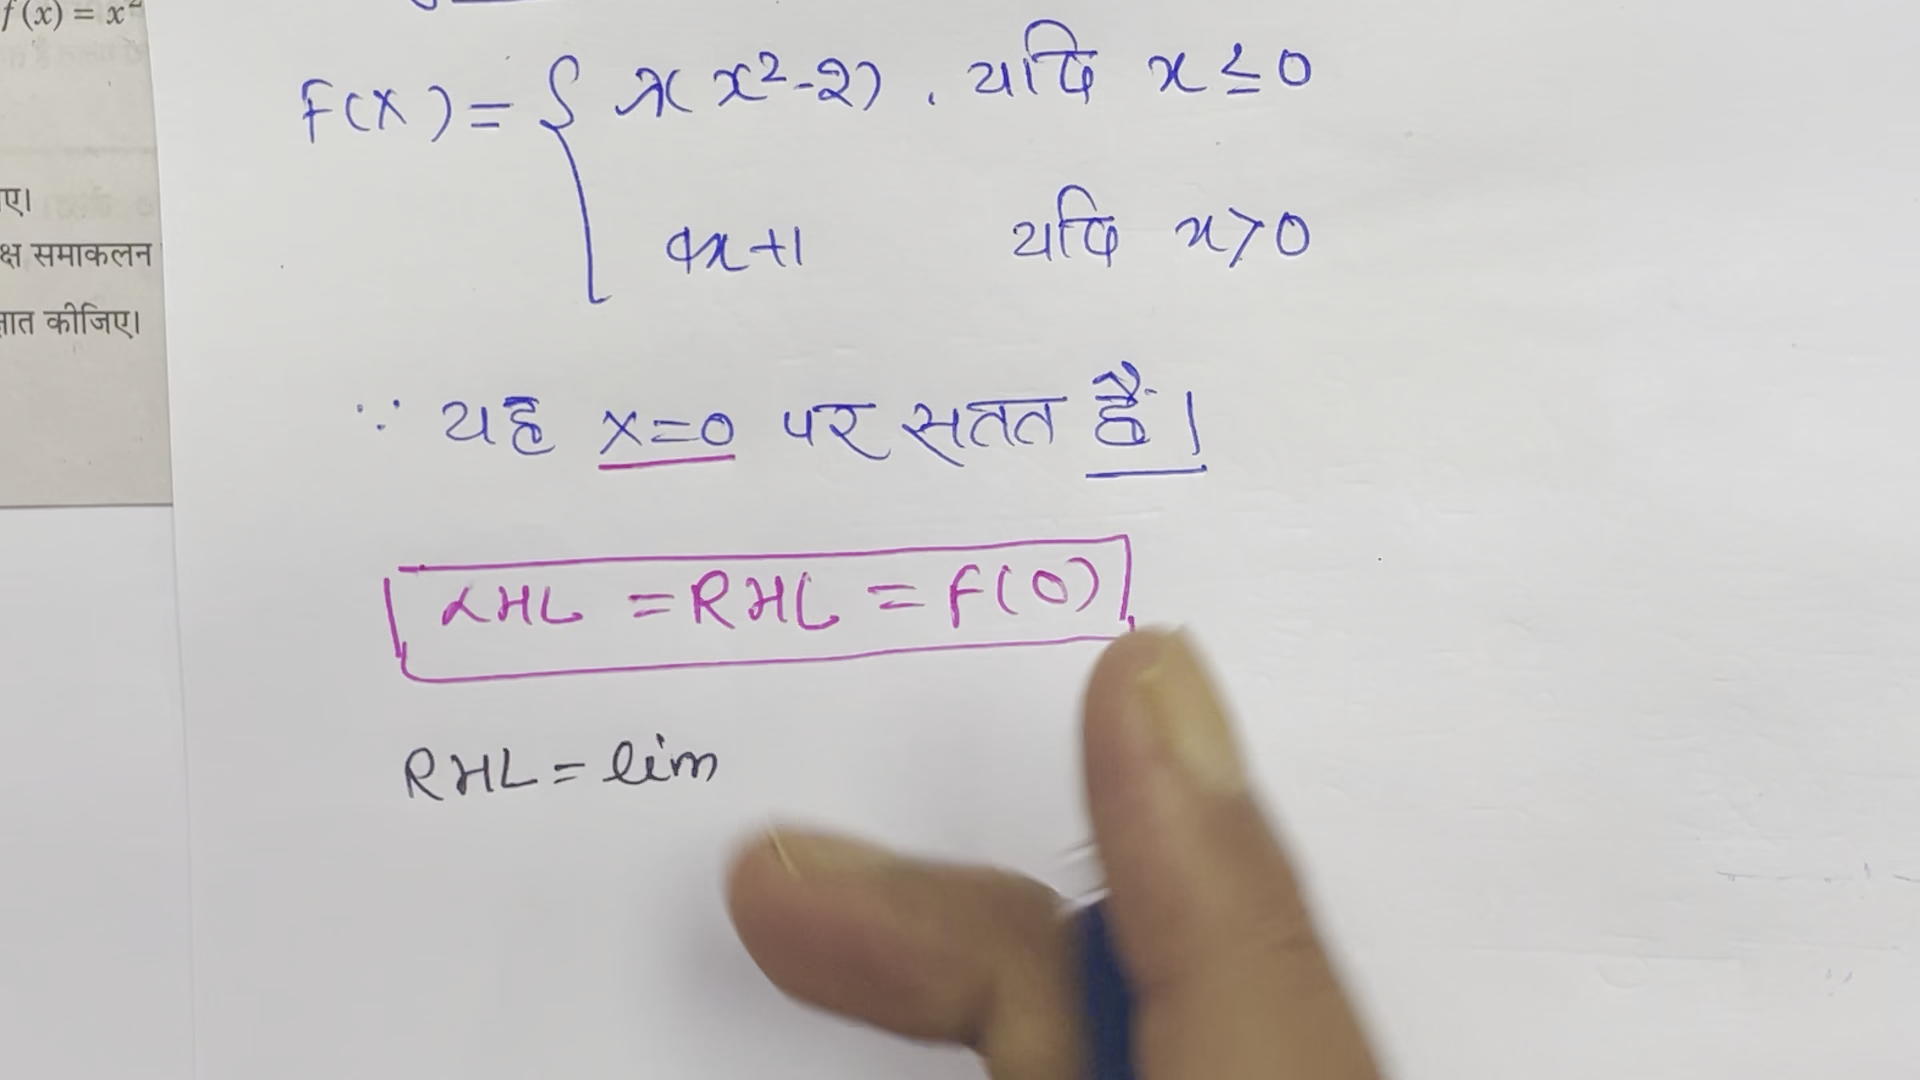 f(x) = x²
F(x) = { λ(x²-2), यदि x ≤ 0
4x+1 यदि x > 0
ए।
क्ष समाकलन
ज्ञात कीजिए।
∵ यह x=0 पर सतत है।
LHL = RHL = F(0)
RHL = lim